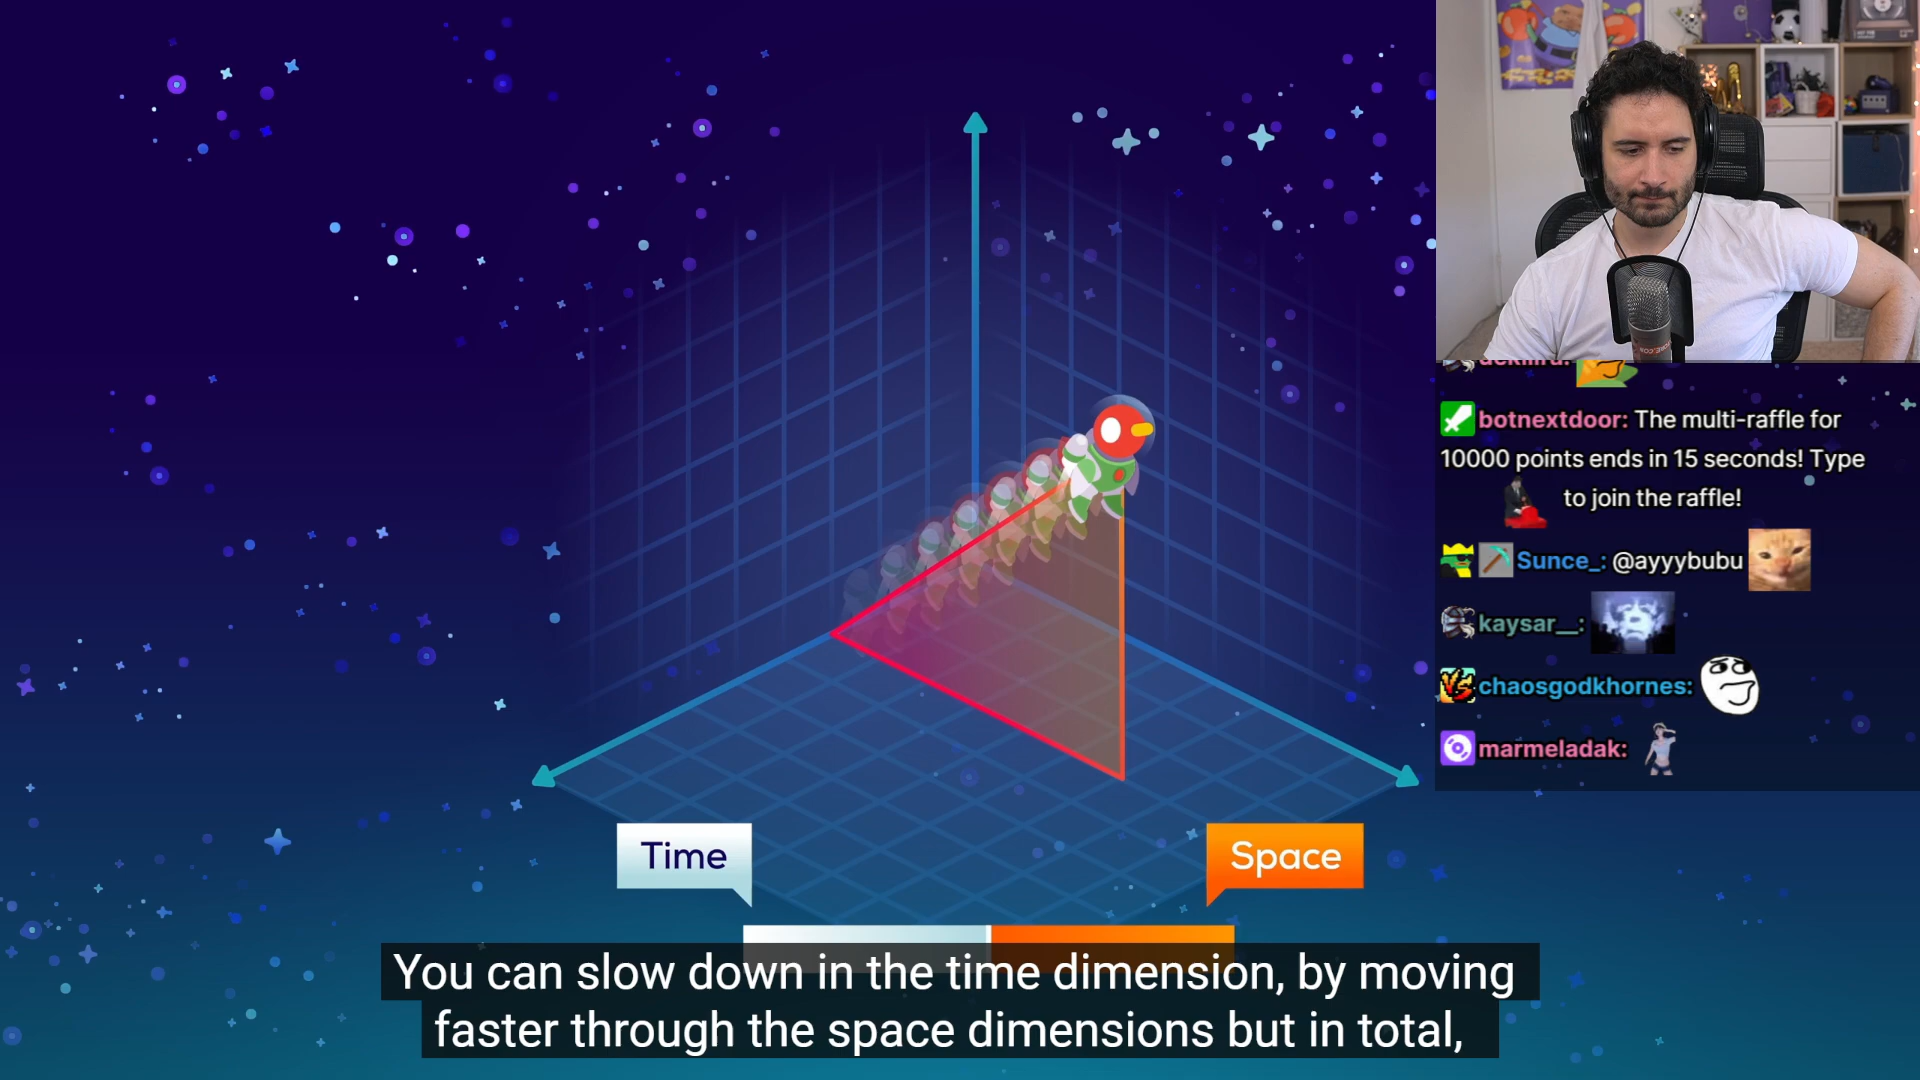 botnextdoor: The multi-raffle for
10000 points ends in 15 seconds! Type
to join the raffle!
Sunce_: @ayyybubu
kaysar__:
chaosgodkhornes:
marmeladak:
Time
Space
You can slow down in the time dimension, by moving
faster through the space dimensions but in total,